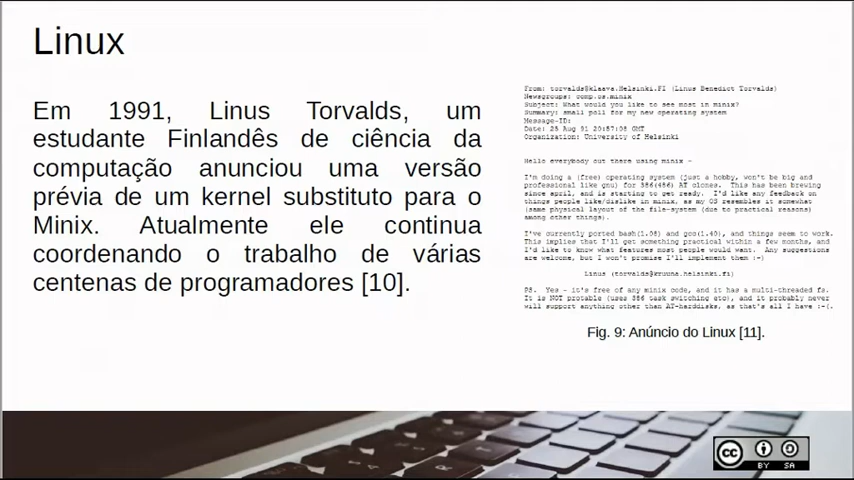 Linux
Em 1991, Linus Torvalds, um
estudante Finlandês de ciência da
computação anunciou uma versão
prévia de um kernel substituto para o
Minix. Atualmente ele continua
coordenando o trabalho de várias
centenas de programadores [10].
From: torvalds@klaava.Helsinki.FI (Linus Benedict Torvalds)
Newsgroups: comp.os.minix
Subject: What would you like to see most in minix?
Summary: small poll for my new operating system
Message-ID:
Date: 25 Aug 91 20:57:08 GMT
Organization: University of Helsinki
Hello everybody out there using minix -
I'm doing a (free) operating system (just a hobby, won't be big and
professional like gnu) for 386(486) AT clones. This has been brewing
since april, and is starting to get ready. I'd like any feedback on
things people like/dislike in minix, as my OS resembles it somewhat
(same physical layout of the file-system (due to practical reasons)
among other things).
I've currently ported bash(1.08) and gcc(1.40), and things seem to work.
This implies that I'll get something practical within a few months, and
I'd like to know what features most people would want. Any suggestions
are welcome, but I won't promise I'll implement them :-)
Linus (torvalds@kruuna.helsinki.fi)
PS. Yes - it's free of any minix code, and it has a multi-threaded fs.
It is NOT protable (uses 386 task switching etc), and it probably never
will support anything other than AT-harddisks, as that's all I have :-(.
Fig. 9: Anúncio do Linux [11].
cc
BY SA